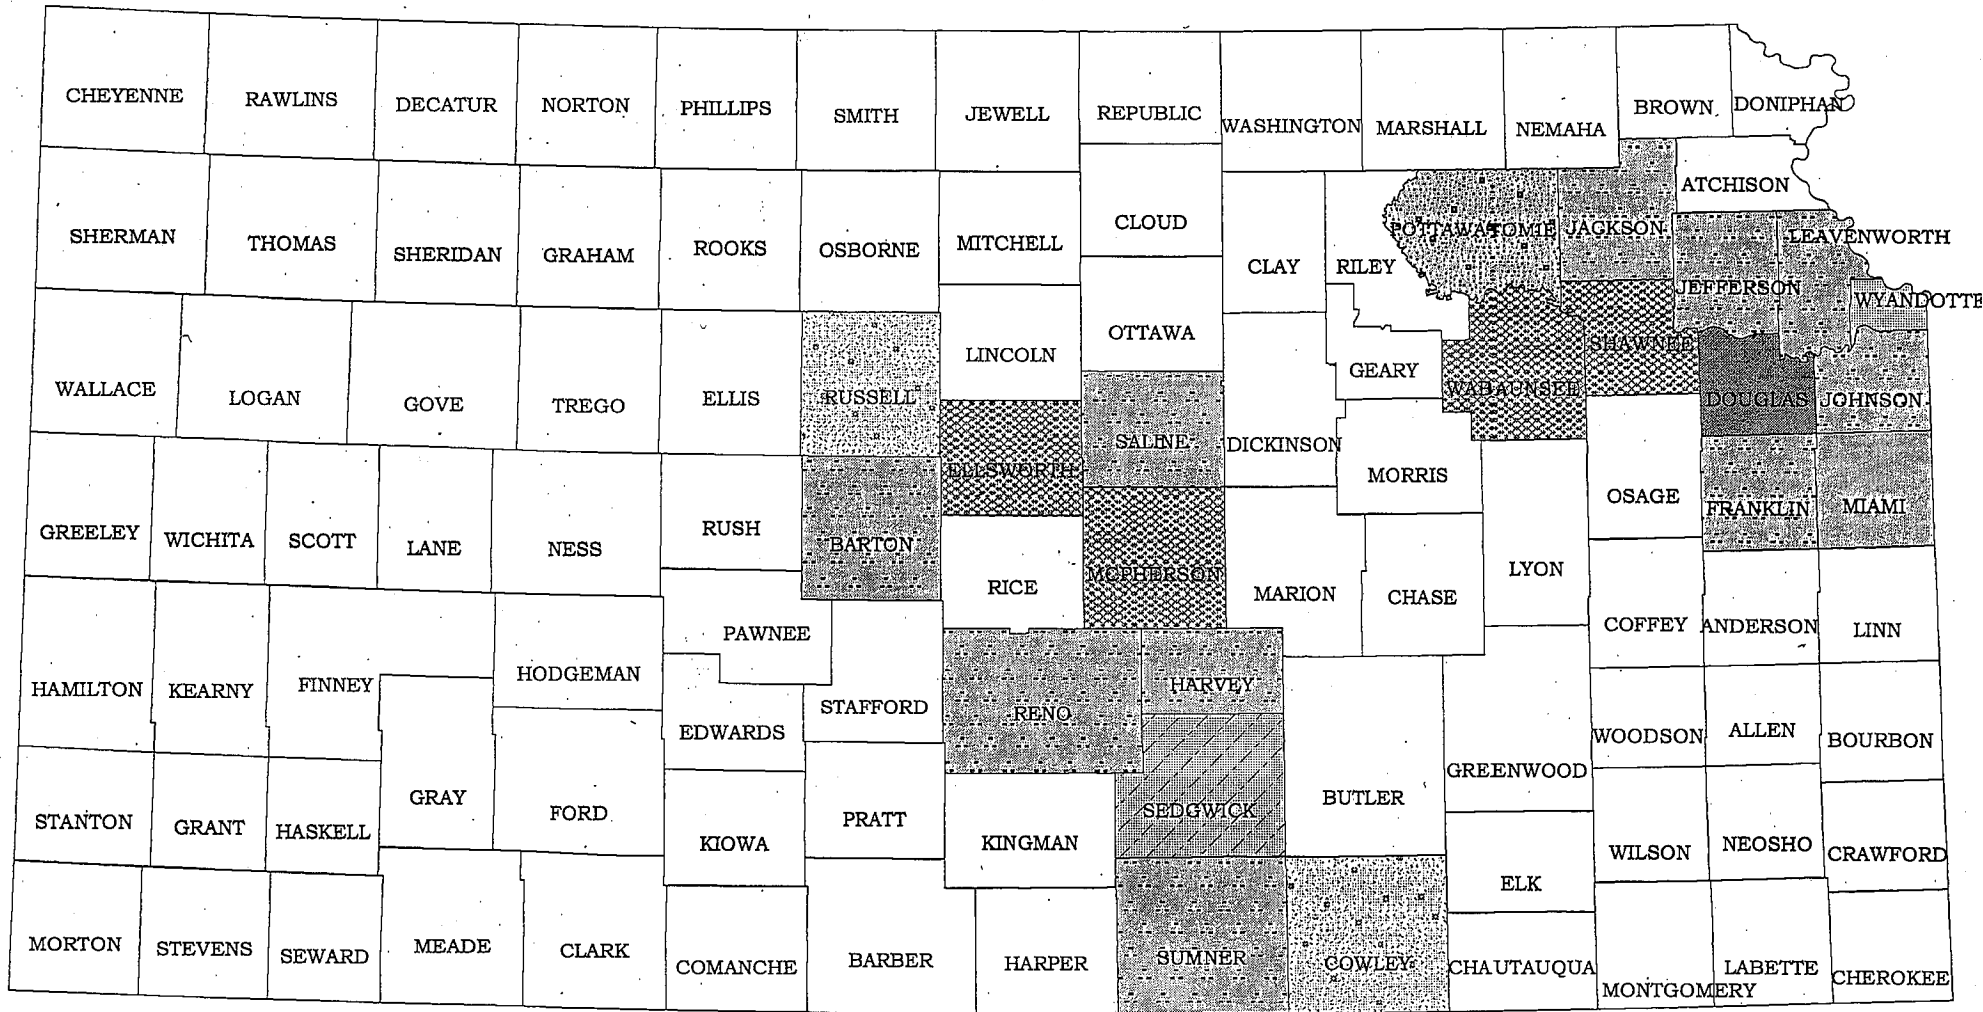 CHEYENNE
RAWLINS
DECATUR
NORTON
PHILLIPS
SMITH
JEWELL
REPUBLIC
WASHINGTON
MARSHALL
NEMAHA
BROWN
DONIPHAN
SHERMAN
THOMAS
SHERIDAN
GRAHAM
ROOKS
OSBORNE
MITCHELL
CLOUD
CLAY
RILEY
POTTAWATOMIE
JACKSON
ATCHISON
JEFFERSON
LEAVENWORTH
WYANDOTTE
WALLACE
LOGAN
GOVE
TREGO
ELLIS
RUSSELL
LINCOLN
OTTAWA
GEARY
WABAUNSEE
SHAWNEE
DOUGLAS
JOHNSON
ELLSWORTH
SALINE
DICKINSON
MORRIS
OSAGE
FRANKLIN
MIAMI
GREELEY
WICHITA
SCOTT
LANE
NESS
RUSH
BARTON
RICE
MCPHERSON
MARION
CHASE
LYON
COFFEY
ANDERSON
LINN
HAMILTON
KEARNY
FINNEY
HODGEMAN
PAWNEE
EDWARDS
STAFFORD
RENO
HARVEY
WOODSON
ALLEN
BOURBON
STANTON
GRANT
HASKELL
GRAY
FORD
KIOWA
PRATT
KINGMAN
SEDGWICK
BUTLER
GREENWOOD
WILSON
NEOSHO
CRAWFORD
ELK
MORTON
STEVENS
SEWARD
MEADE
CLARK
COMANCHE
BARBER
HARPER
SUMNER
COWLEY
CHAUTAUQUA
MONTGOMERY
LABETTE
CHEROKEE